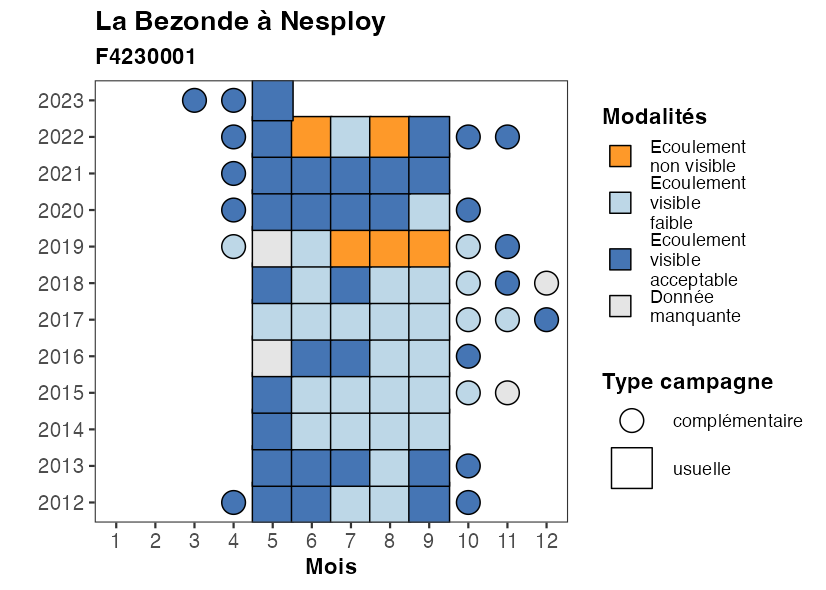 La Bezonde à Nesploy
F4230001
2023
2022
2021
2020
2019
2018
2017
2016
2015
2014
2013
2012
1 2 3 4 5 6 7 8 9 10 11 12
Mois
Modalités
Ecoulement
non visible
Ecoulement
visible
faible
Ecoulement
visible
acceptable
Donnée
manquante
Type campagne
complémentaire
usuelle